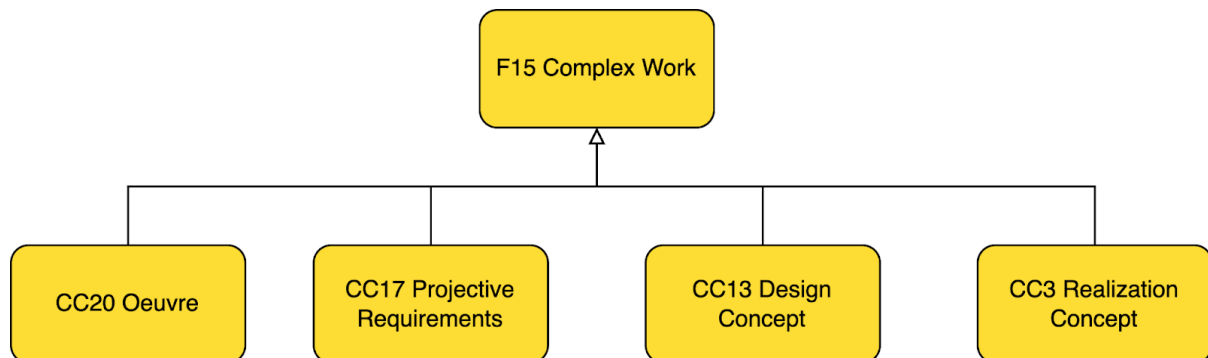 F15 Complex Work
CC20 Oeuvre
CC17 Projective
Requirements
CC13 Design
Concept
CC3 Realization
Concept